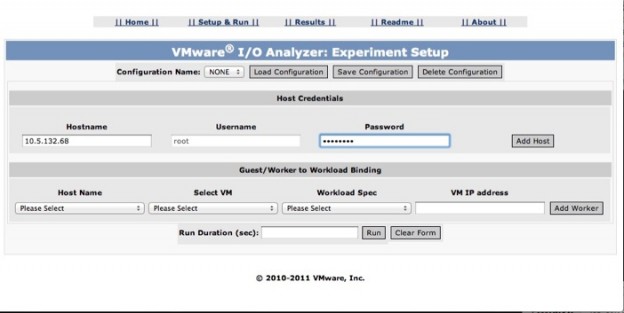 || Home || || Setup & Run || || Results || || Readme || || About ||
VMware® I/O Analyzer: Experiment Setup
Configuration Name: NONE Load Configuration Save Configuration Delete Configuration
Host Credentials
Hostname Username Password
10.5.132.68 root •••••••• Add Host
Guest/Worker to Workload Binding
Host Name Select VM Workload Spec VM IP address
Please Select Please Select Please Select Add Worker
Run Duration (sec): Run Clear Form
© 2010-2011 VMware, Inc.